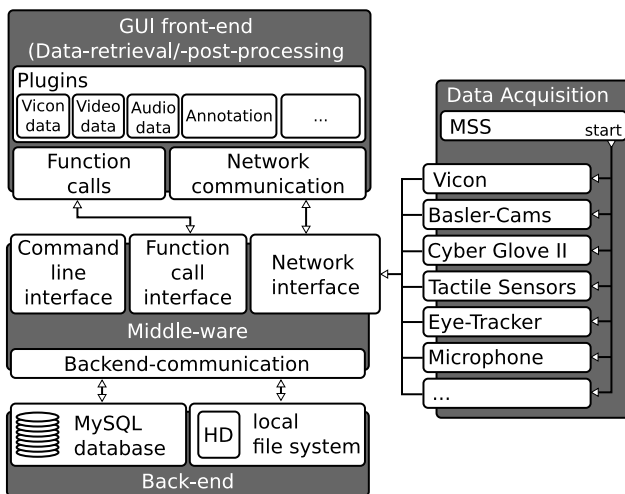 GUI front-end
(Data-retrieval/-post-processing
Plugins
Vicon
data
Video
data
Audio
data
Annotation
...
Function
calls
Network
communication
Command
line
interface
Function
call
interface
Network
interface
Middle-ware
Backend-communication
MySQL
database
HD
local
file system
Back-end
Data Acquisition
MSS
start
Vicon
Basler-Cams
Cyber Glove II
Tactile Sensors
Eye-Tracker
Microphone
...